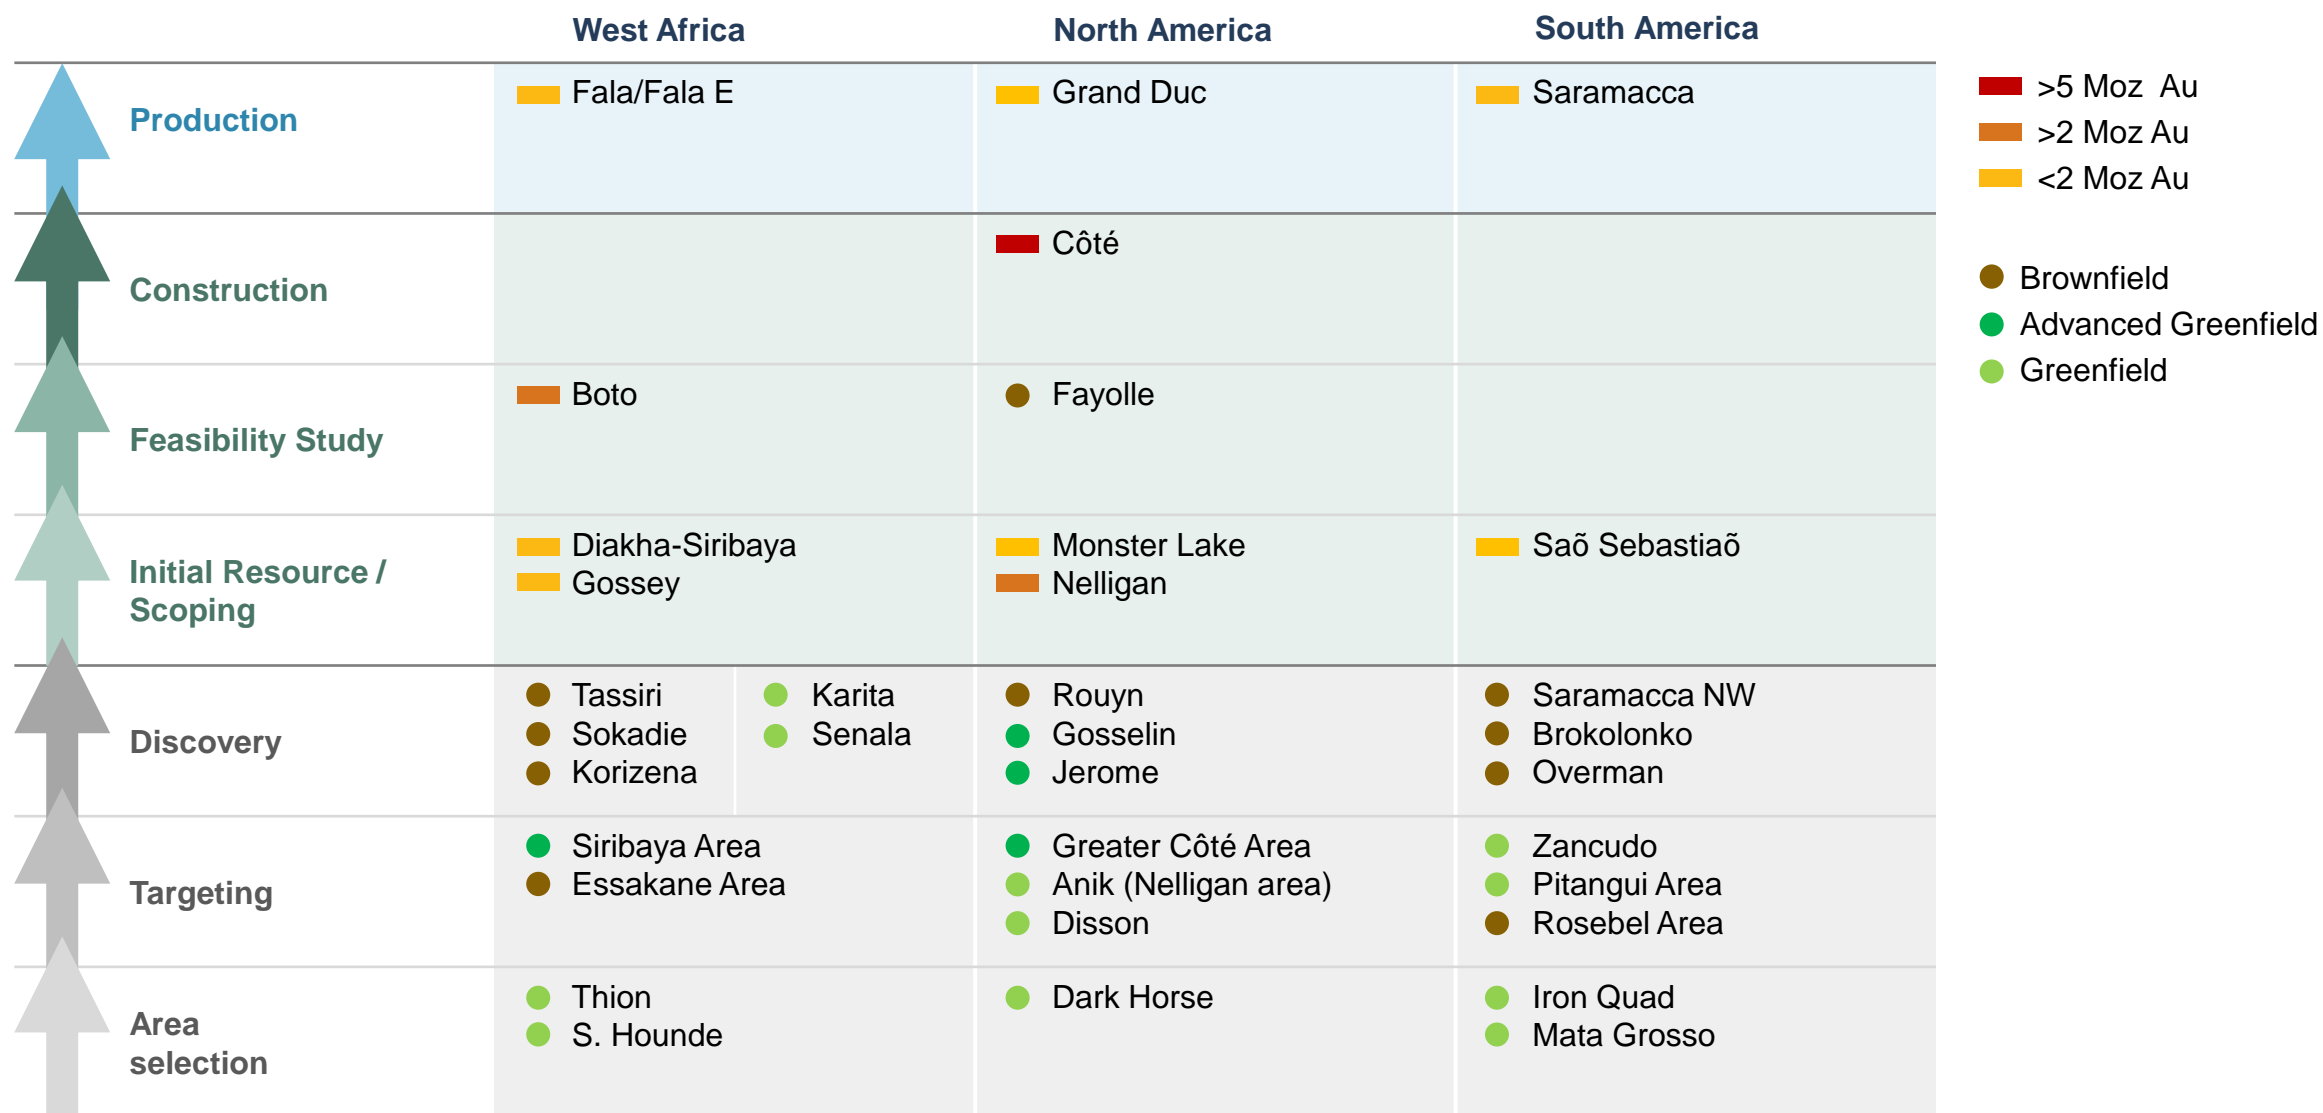 West Africa
North America
South America
Production
Fala/Fala E
Grand Duc
Saramacca
>5 Moz Au
>2 Moz Au
<2 Moz Au
Construction
Côté
Brownfield
Advanced Greenfield
Greenfield
Feasibility Study
Boto
Fayolle
Initial Resource /
Scoping
Diakha-Siribaya
Gossey
Monster Lake
Nelligan
Saõ Sebastiaõ
Discovery
Tassiri
Sokadie
Korizena
Karita
Senala
Rouyn
Gosselin
Jerome
Saramacca NW
Brokolonko
Overman
Targeting
Siribaya Area
Essakane Area
Greater Côté Area
Anik (Nelligan area)
Disson
Zancudo
Pitangui Area
Rosebel Area
Area
selection
Thion
S. Hounde
Dark Horse
Iron Quad
Mata Grosso